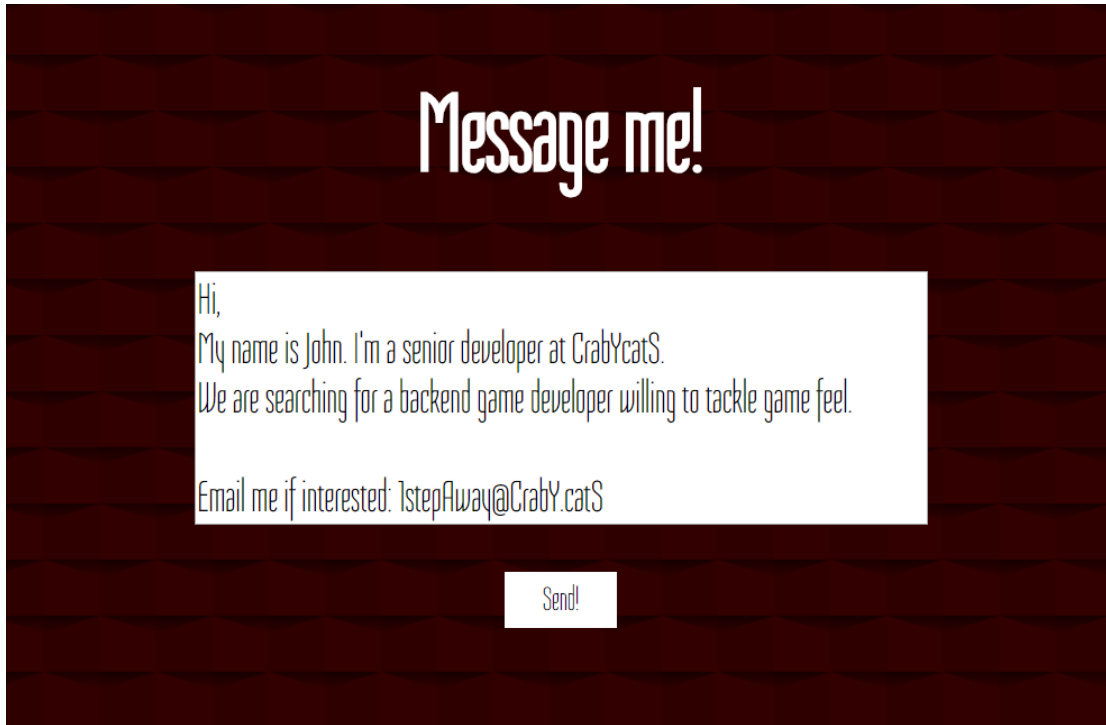 Message me!
Hi,
My name is John. I'm a senior developer at CrabYcatS.
We are searching for a backend game developer willing to tackle game feel.
Email me if interested: 1stepAway@CrabY.catS
Send!